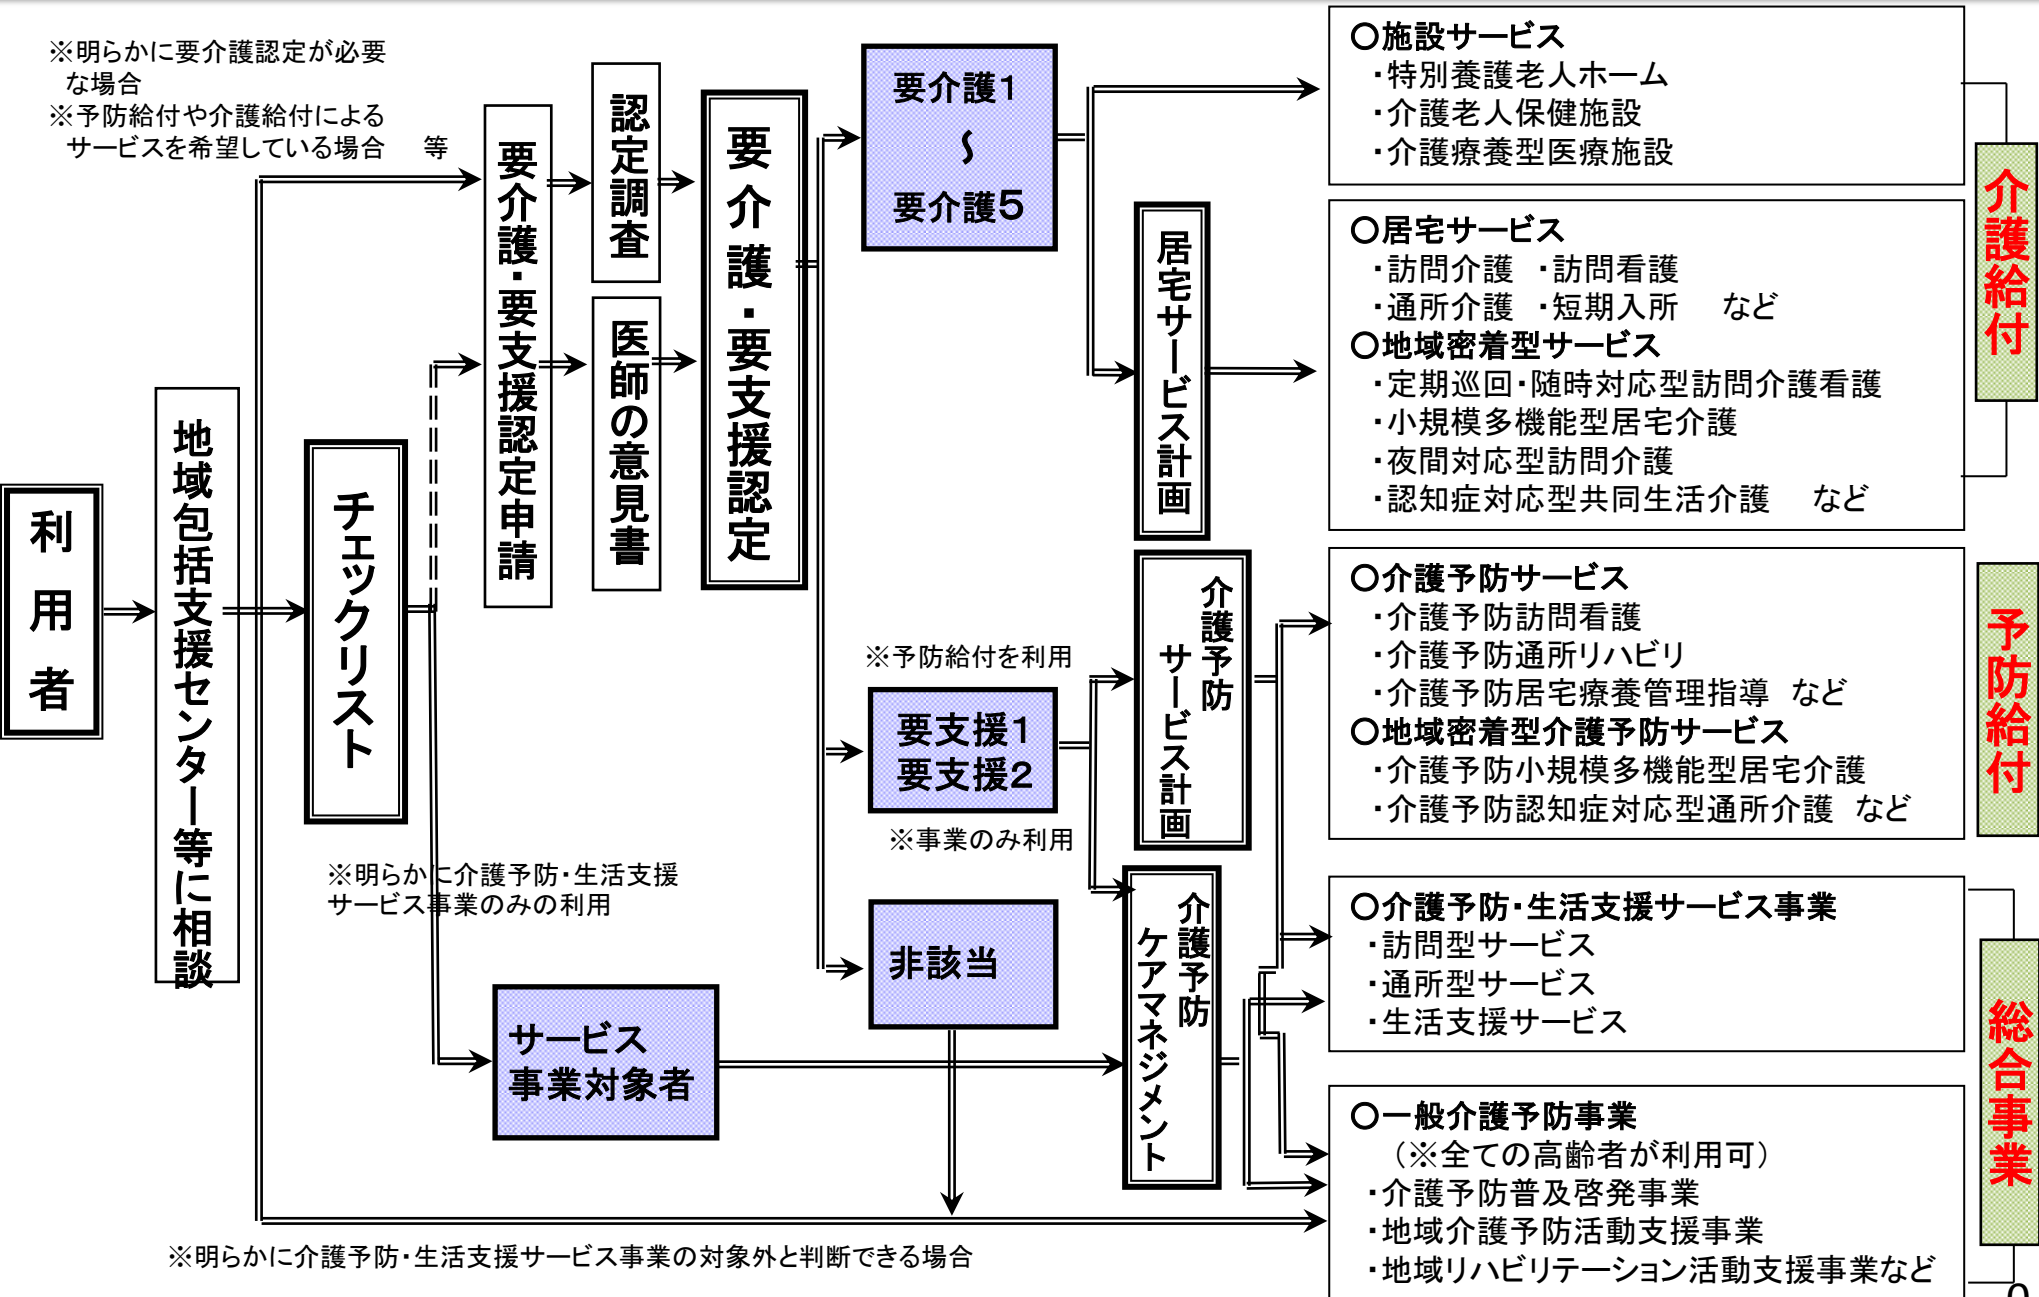 ※明らかに要介護認定が必要
な場合
※予防給付や介護給付による
サービスを希望している場合　等
利用者
地域包括支援センター等に相談
チェックリスト
要介護・要支援認定申請
認定調査
医師の意見書
要介護・要支援認定
要介護1
～
要介護5
※予防給付を利用
要支援1
要支援2
※事業のみ利用
非該当
※明らかに介護予防・生活支援
サービス事業のみの利用
サービス
事業対象者
居宅サービス計画
介護予防
サービス計画
介護予防
ケアマネジメント
※明らかに介護予防・生活支援サービス事業の対象外と判断できる場合
○施設サービス
・特別養護老人ホーム
・介護老人保健施設
・介護療養型医療施設
○居宅サービス
・訪問介護　・訪問看護
・通所介護　・短期入所　など
○地域密着型サービス
・定期巡回・随時対応型訪問介護看護
・小規模多機能型居宅介護
・夜間対応型訪問介護
・認知症対応型共同生活介護　など
介護給付
○介護予防サービス
・介護予防訪問看護
・介護予防通所リハビリ
・介護予防居宅療養管理指導　など
○地域密着型介護予防サービス
・介護予防小規模多機能型居宅介護
・介護予防認知症対応型通所介護　など
予防給付
○介護予防・生活支援サービス事業
・訪問型サービス
・通所型サービス
・生活支援サービス
○一般介護予防事業
（※全ての高齢者が利用可）
・介護予防普及啓発事業
・地域介護予防活動支援事業
・地域リハビリテーション活動支援事業など
総合事業